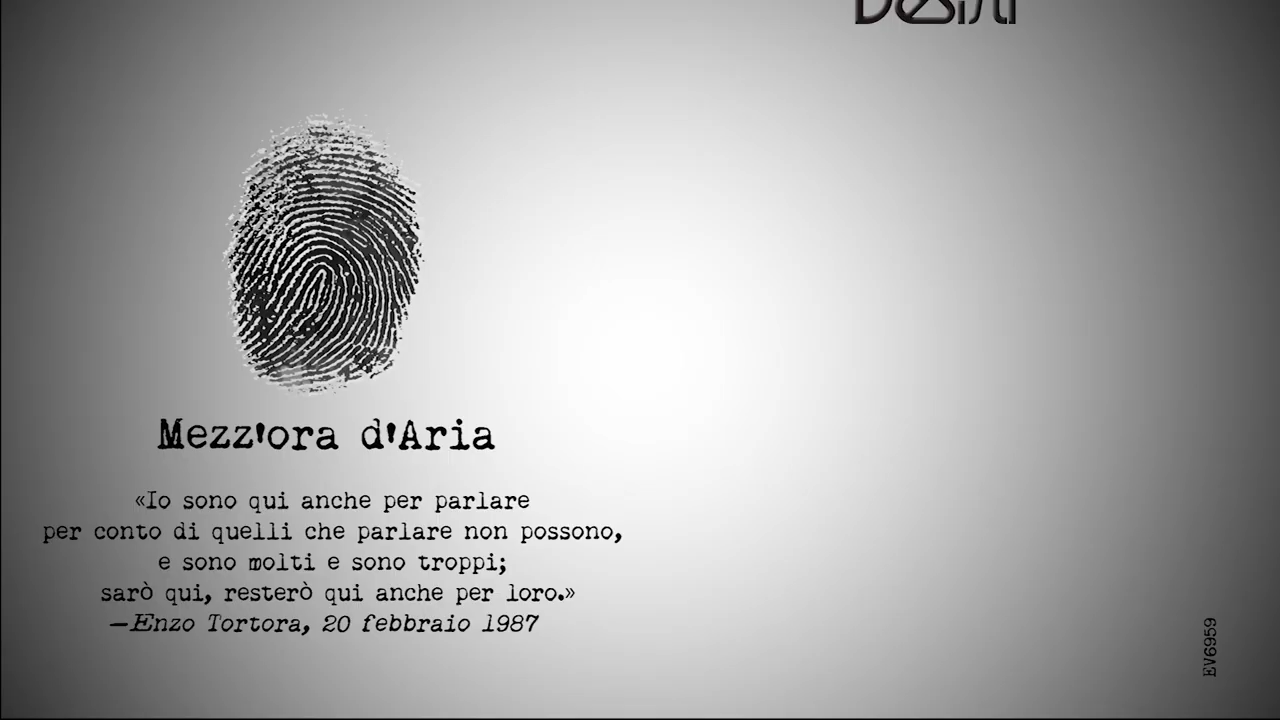 Mezz'ora d'Aria
«Io sono qui anche per parlare
per conto di quelli che parlare non possono,
e sono molti e sono troppi;
sarò qui, resterò qui anche per loro.»
—Enzo Tortora, 20 febbraio 1987
EV6959